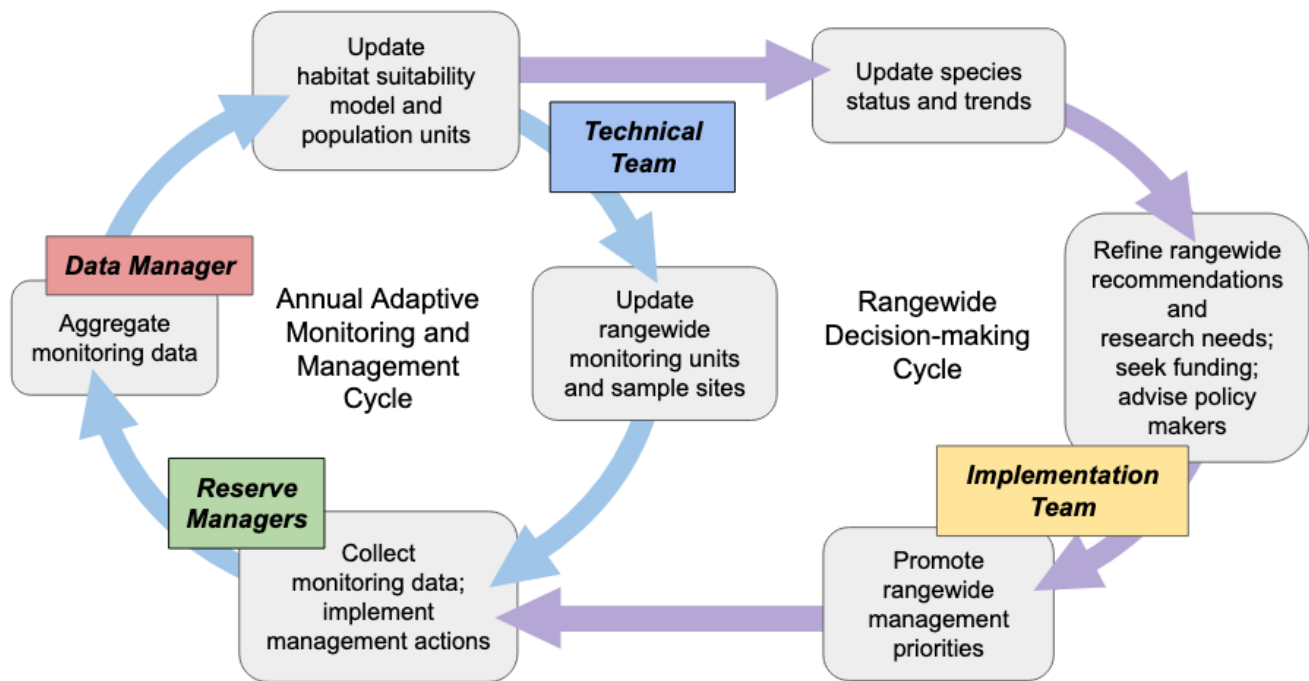 Update
habitat suitability
model and
population units
Update species
status and trends
Technical
Team
Refine rangewide
recommendations
and
research needs;
seek funding;
advise policy
makers
Data Manager
Aggregate
monitoring data
Annual Adaptive
Monitoring and
Management
Cycle
Update
rangewide
monitoring units
and sample sites
Rangewide
Decision-making
Cycle
Reserve
Managers
Collect
monitoring data;
implement
management actions
Implementation
Team
Promote
rangewide
management
priorities